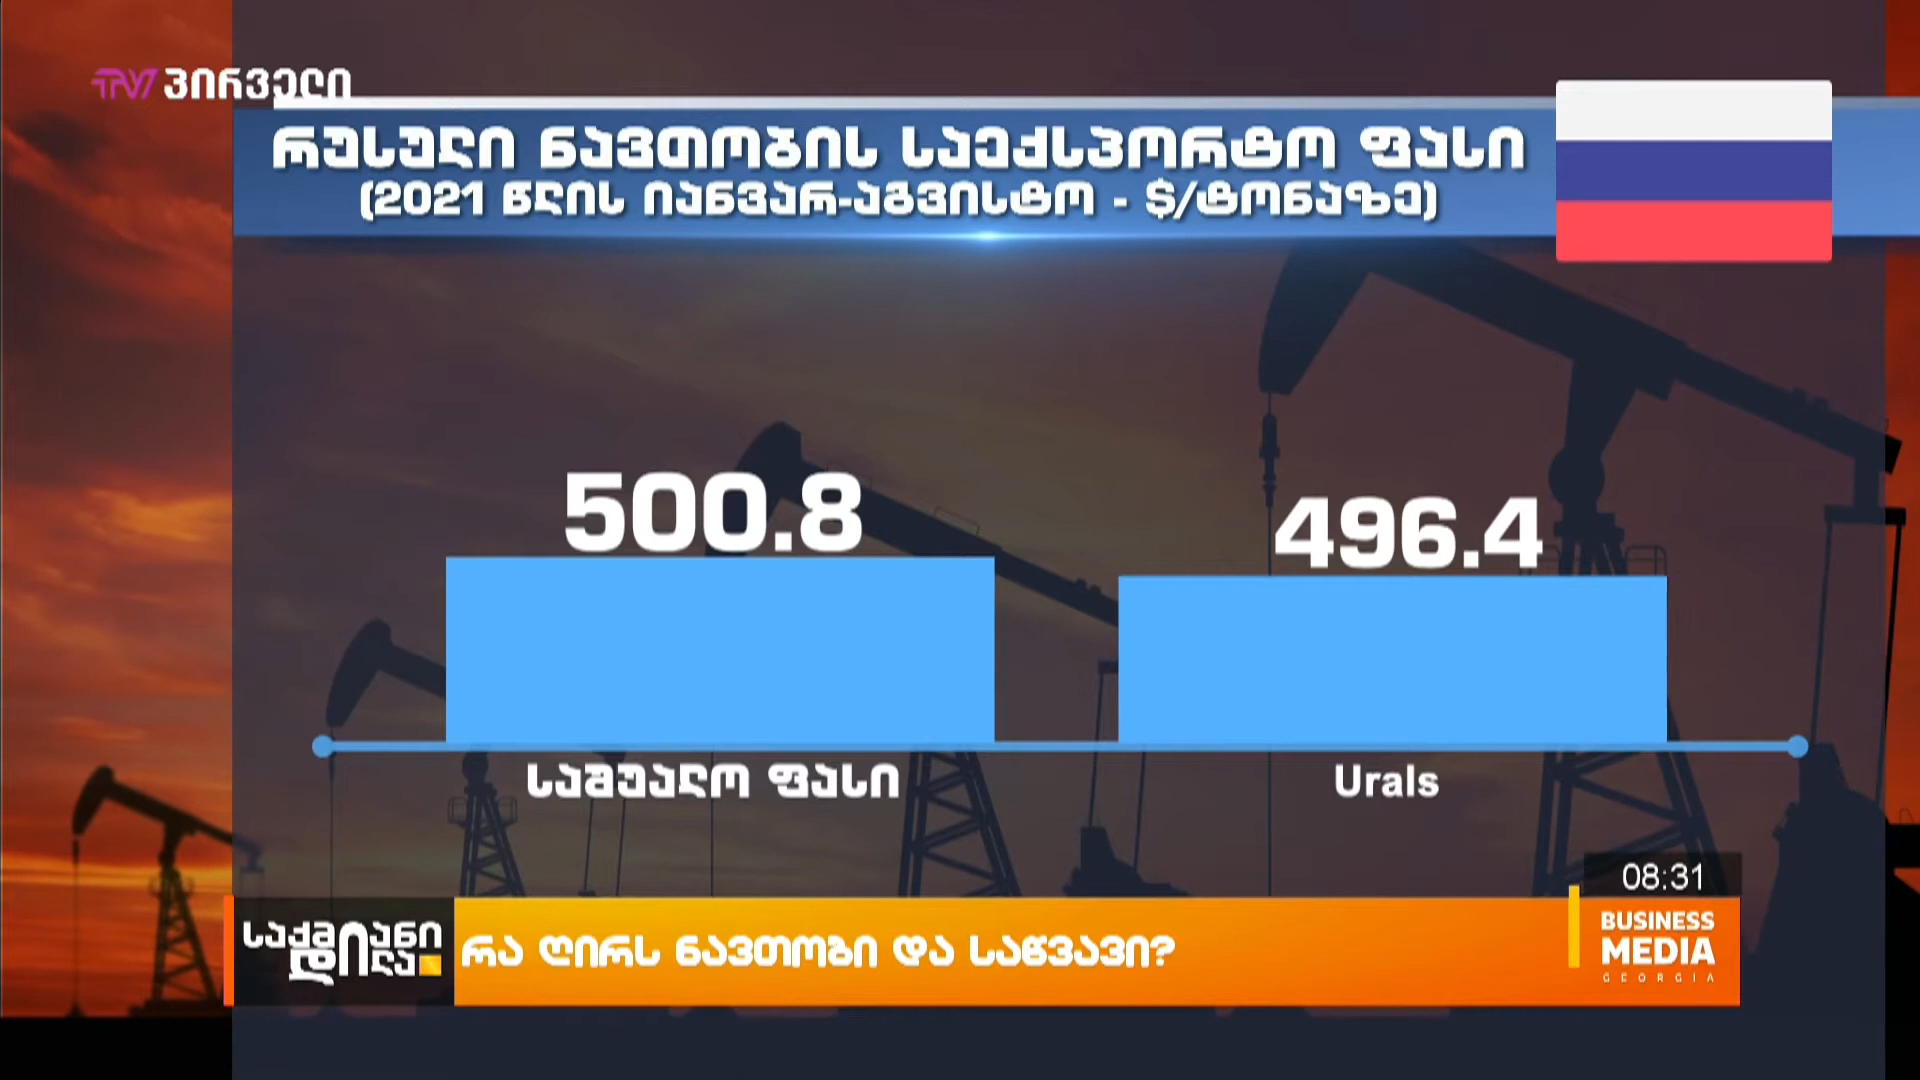 TV პირველი
რუსული ნავთობის საექსპორტო ფასი
(2021 წლის იანვარ-აგვისტო - $/ტონაზე)
500.8
496.4
საშუალო ფასი
Urals
08:31
საქმიანი
დილა
რა ღირს ნავთობი და საწვავი?
BUSINESS
MEDIA
GEORGIA